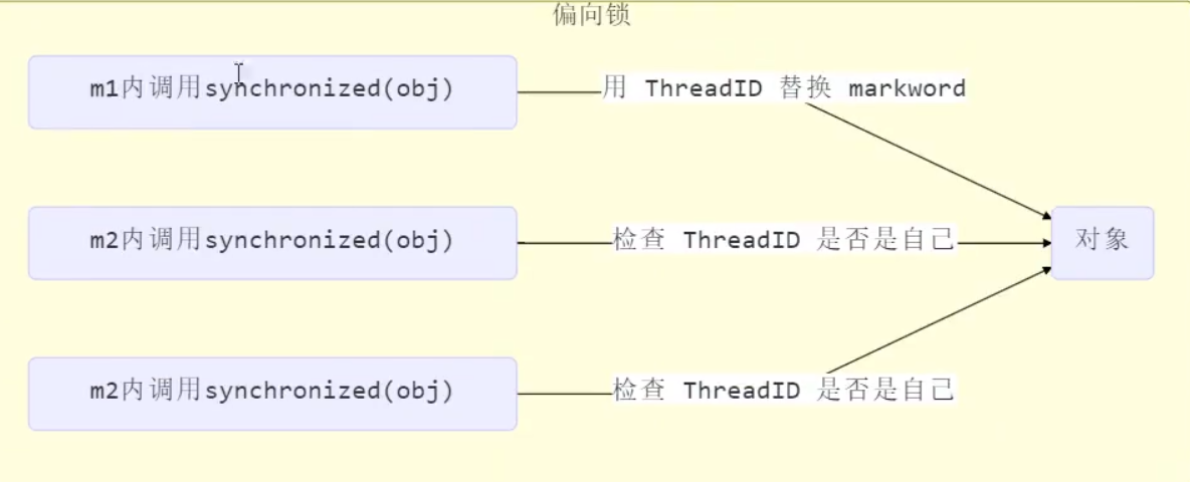 偏向锁
m1内调用synchronized(obj)
用 ThreadID 替换 markword
m2内调用synchronized(obj)
检查 ThreadID 是否是自己
对象
m2内调用synchronized(obj)
检查 ThreadID 是否是自己